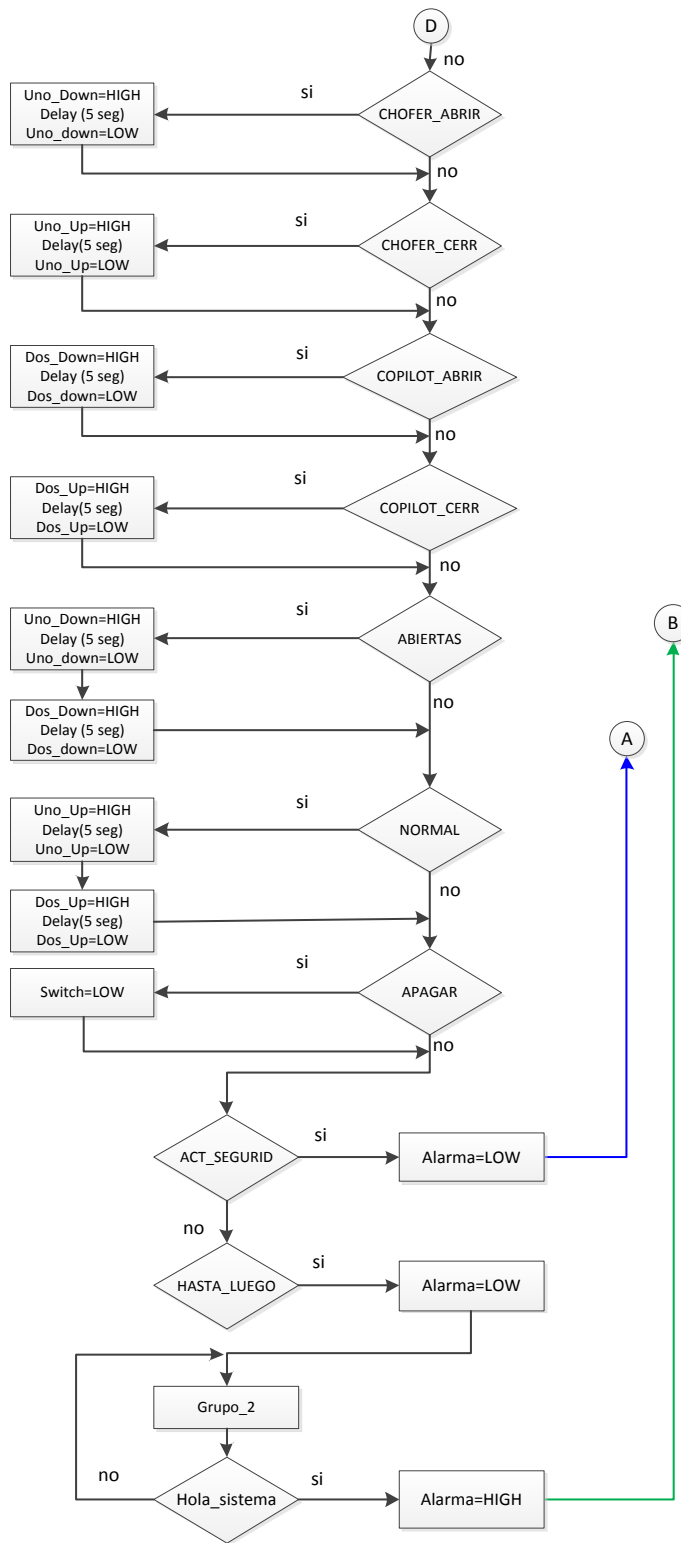 D
no
si
Uno_Down=HIGH
Delay (5 seg)
Uno_down=LOW
CHOFER_ABRIR
no
si
Uno_Up=HIGH
Delay(5 seg)
Uno_Up=LOW
CHOFER_CERR
no
si
Dos_Down=HIGH
Delay (5 seg)
Dos_down=LOW
COPILOT_ABRIR
no
si
Dos_Up=HIGH
Delay(5 seg)
Dos_Up=LOW
COPILOT_CERR
no
si
Uno_Down=HIGH
Delay (5 seg)
Uno_down=LOW
ABIERTAS
B
no
Dos_Down=HIGH
Delay (5 seg)
Dos_down=LOW
A
si
Uno_Up=HIGH
Delay(5 seg)
Uno_Up=LOW
NORMAL
no
Dos_Up=HIGH
Delay(5 seg)
Dos_Up=LOW
si
Switch=LOW
APAGAR
no
ACT_SEGURID
si
Alarma=LOW
no
HASTA_LUEGO
si
Alarma=LOW
Grupo_2
no
Hola_sistema
si
Alarma=HIGH